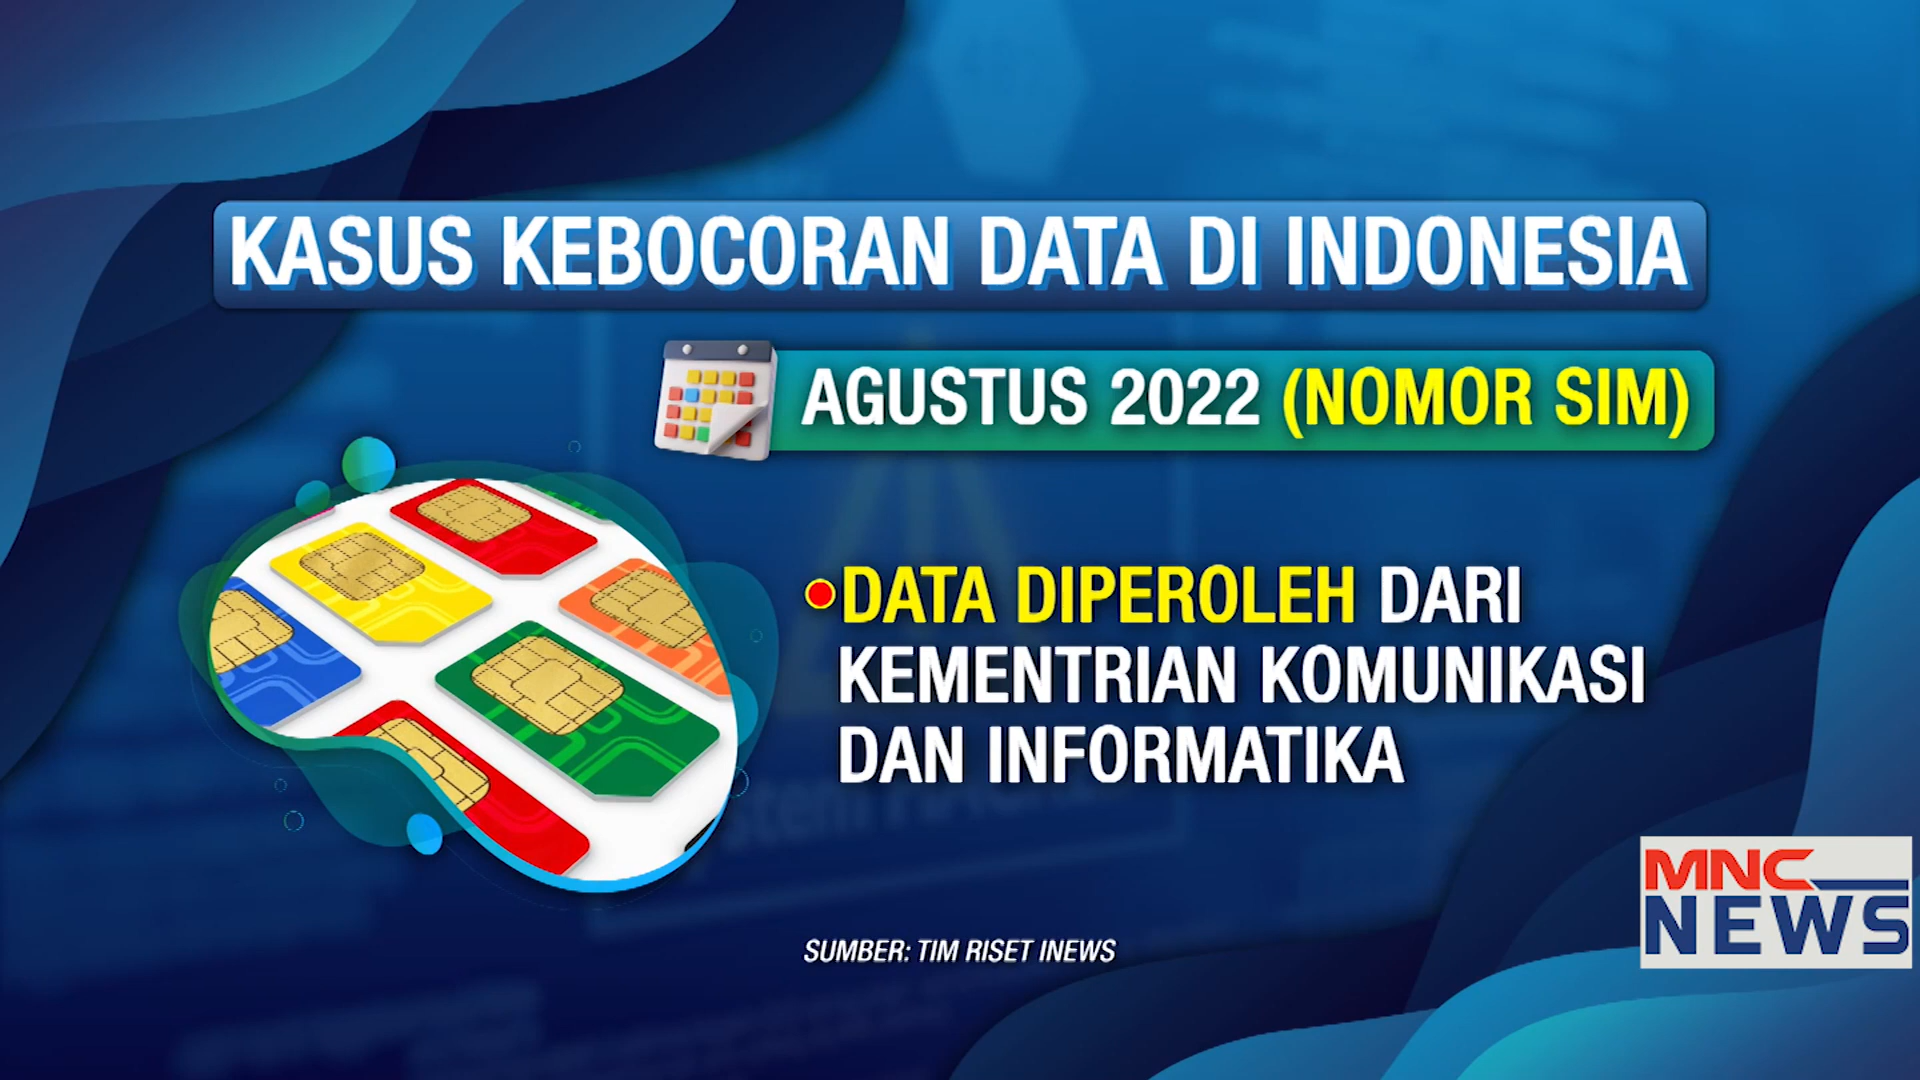 KASUS KEBOCORAN DATA DI INDONESIA
AGUSTUS 2022 (NOMOR SIM)
DATA DIPEROLEH DARI
KEMENTRIAN KOMUNIKASI
DAN INFORMATIKA
SUMBER: TIM RISET INEWS
MNC
NEWS